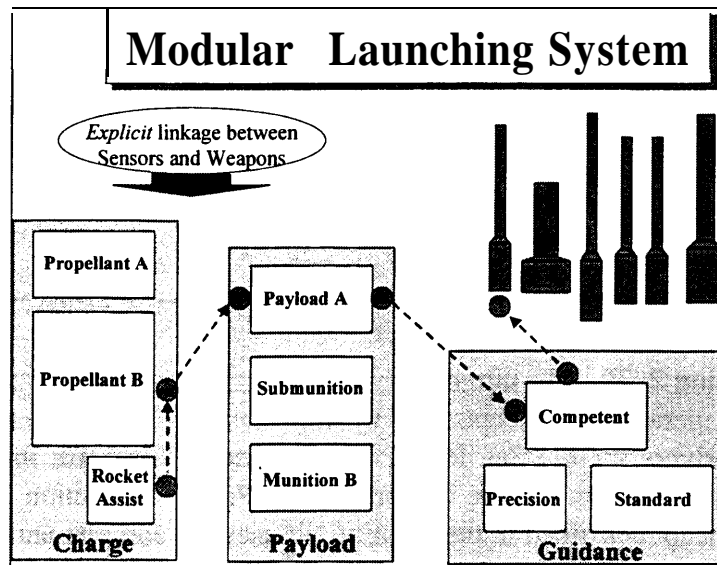 Modular Launching System
Explicit linkage between
Sensors and Weapons
Propellant A
Propellant B
Rocket
Assist
Charge
Payload A
Submunition
Munition B
Payload
Competent
Precision
Standard
Guidance